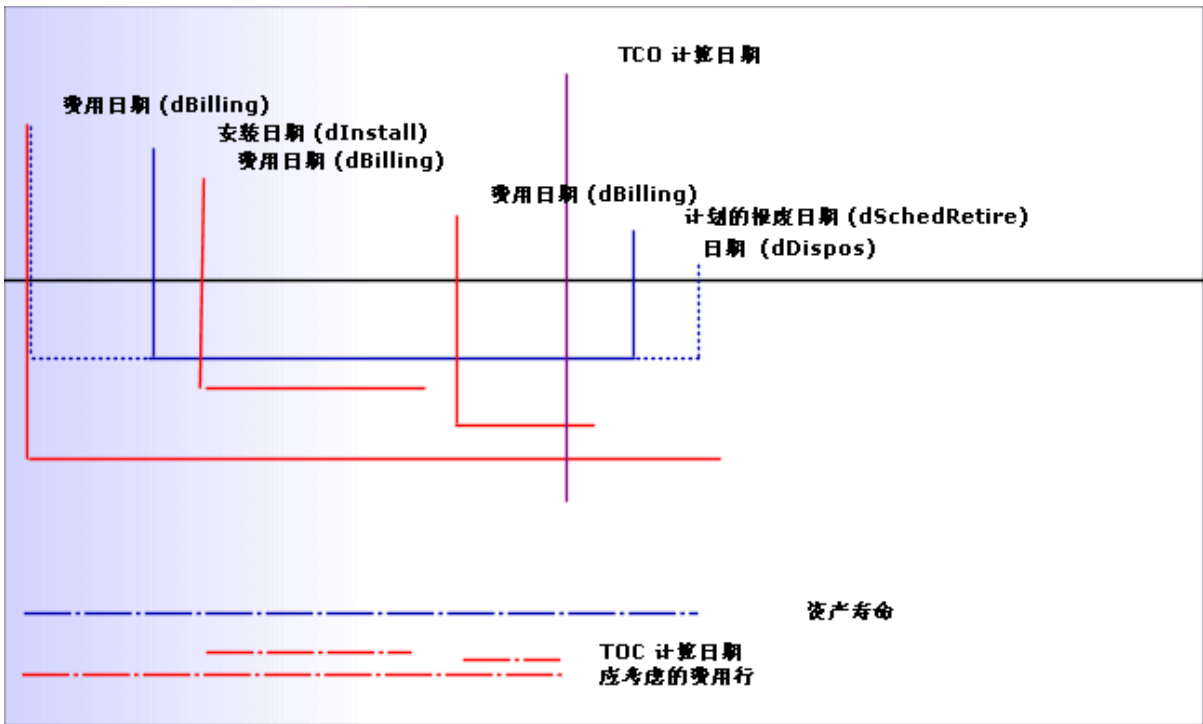 TCO 计算日期
费用日期 (dBilling)
安装日期 (dInstall)
费用日期 (dBilling)
费用日期 (dBilling)
计划的报废日期 (dSchedRetire)
日期 (dDispos)
资产寿命
TOC 计算日期
应考虑的费用行